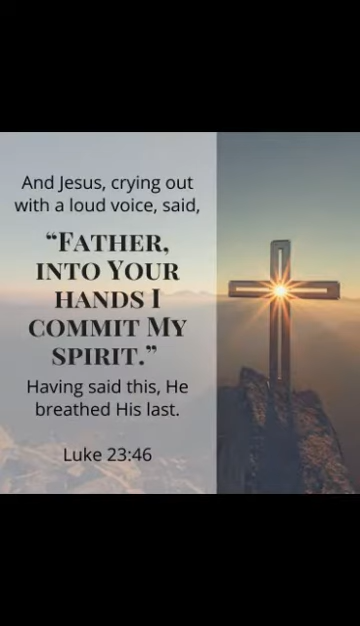 And Jesus, crying out
with a loud voice, said,
“FATHER,
INTO YOUR
HANDS I
COMMIT MY
SPIRIT.”
Having said this, He
breathed His last.
Luke 23:46